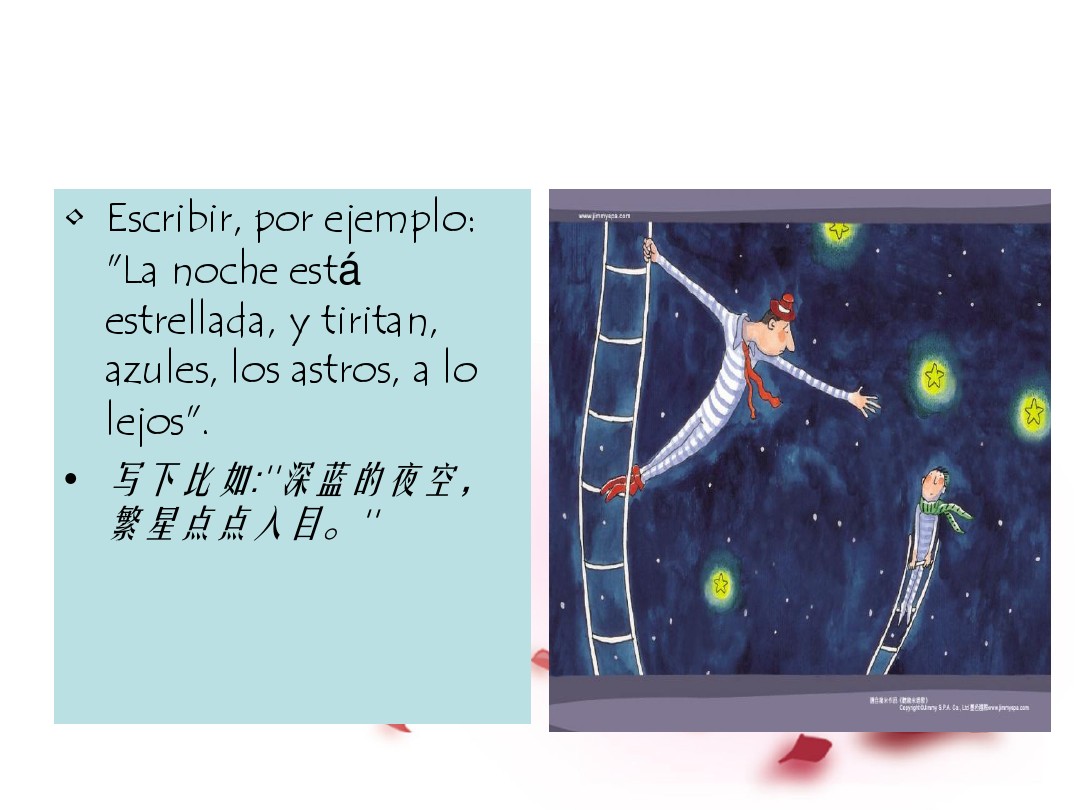 Escribir, por ejemplo:
"La noche está
estrellada, y tiritan,
azules, los astros, a lo
lejos".
写下比如:"深蓝的夜空，
繁星点点入目。"
www.jimmyspa.com
Copyright©Jimmy S.P.A. Co., Ltd www.jimmyspa.com